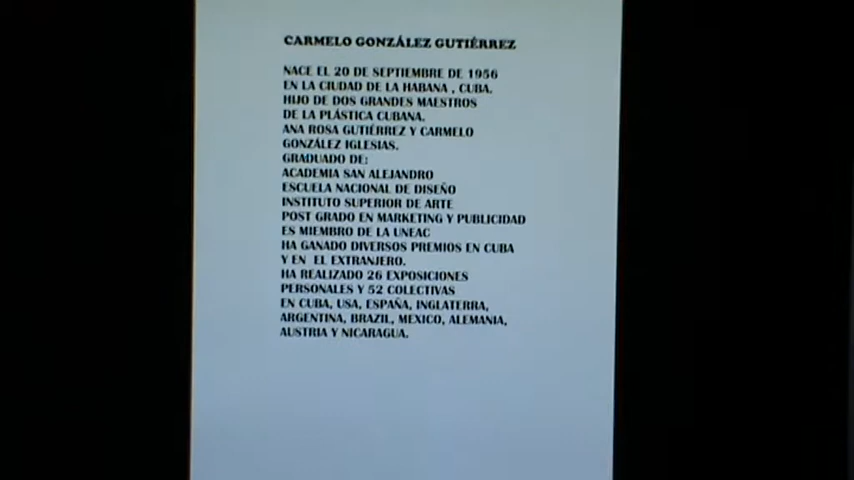 CARMELO GONZÁLEZ GUTIÉRREZ
NACE EL 20 DE SEPTIEMBRE DE 1956
EN LA CIUDAD DE LA HABANA , CUBA.
HIJO DE DOS GRANDES MAESTROS
DE LA PLÁSTICA CUBANA.
ANA ROSA GUTIÉRREZ Y CARMELO
GONZÁLEZ IGLESIAS.
GRADUADO DE:
ACADEMIA SAN ALEJANDRO
ESCUELA NACIONAL DE DISEÑO
INSTITUTO SUPERIOR DE ARTE
POST GRADO EN MARKETING Y PUBLICIDAD
ES MIEMBRO DE LA UNEAC
HA GANADO DIVERSOS PREMIOS EN CUBA
Y EN EL EXTRANJERO.
HA REALIZADO 26 EXPOSICIONES
PERSONALES Y 52 COLECTIVAS
EN CUBA, USA, ESPAÑA, INGLATERRA,
ARGENTINA, BRAZIL, MEXICO, ALEMANIA,
AUSTRIA Y NICARAGUA.